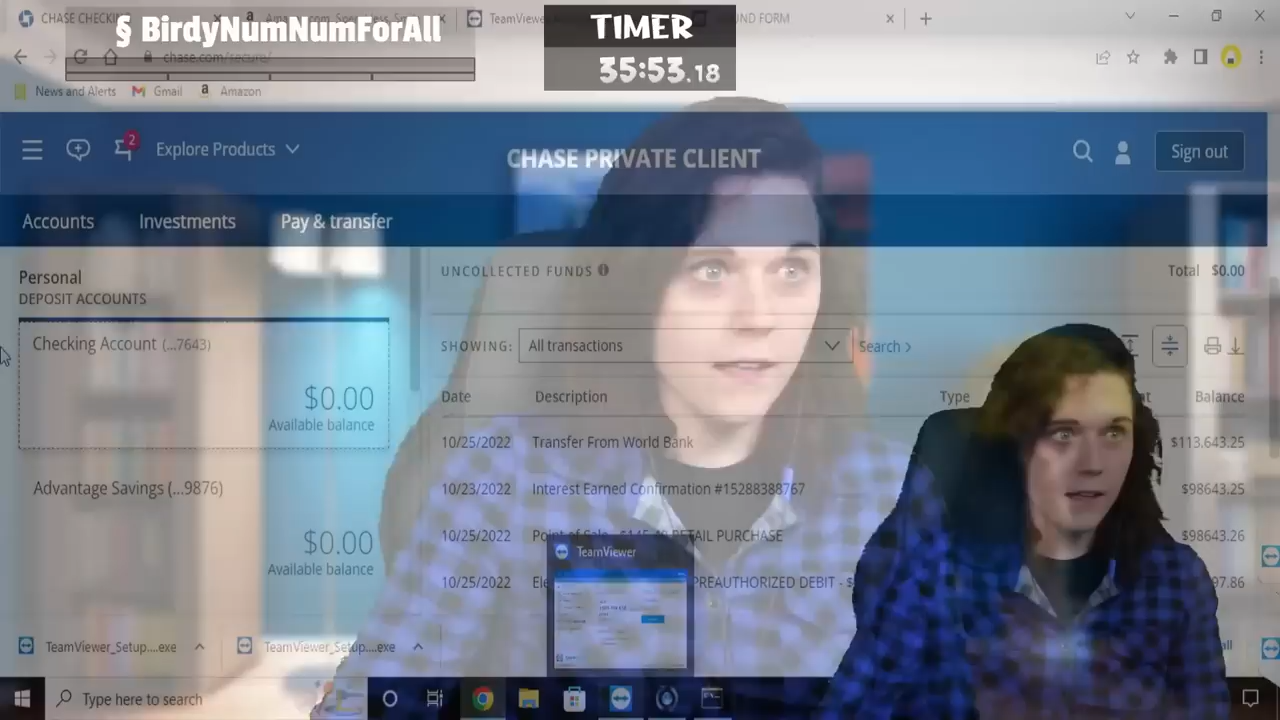 CHASE CHECKING
TeamViewer
FUND FORM
§ BirdyNumNumForAll
TIMER
35:53.18
chase.com/secure/
News and Alerts
Gmail
a
Amazon
2
Explore Products
CHASE PRIVATE CLIENT
Sign out
Accounts
Investments
Pay & transfer
Personal
DEPOSIT ACCOUNTS
UNCOLLECTED FUNDS
Total $0.00
Checking Account (...7643)
$0.00
Available balance
SHOWING:
All transactions
Search >
Date
Description
Type
Balance
10/25/2022 Transfer From World Bank $113,643.25
10/23/2022 Interest Earned Confirmation #15288388767 $98643.25
Advantage Savings (...9876)
$0.00
Available balance
10/25/2022 RETAIL PURCHASE $98643.26
10/25/2022 PREAUTHORIZED DEBIT - $
97.86
TeamViewer
TeamViewer_Setup....exe
TeamViewer_Setup....exe
Type here to search